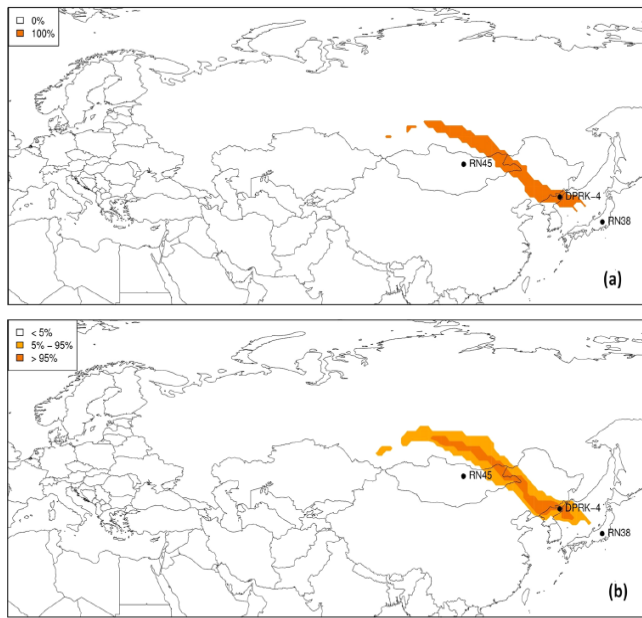 0%
100%
RN45
DPRK-4
RN38
(a)
< 5%
5% - 95%
> 95%
RN45
DPRK-4
RN38
(b)